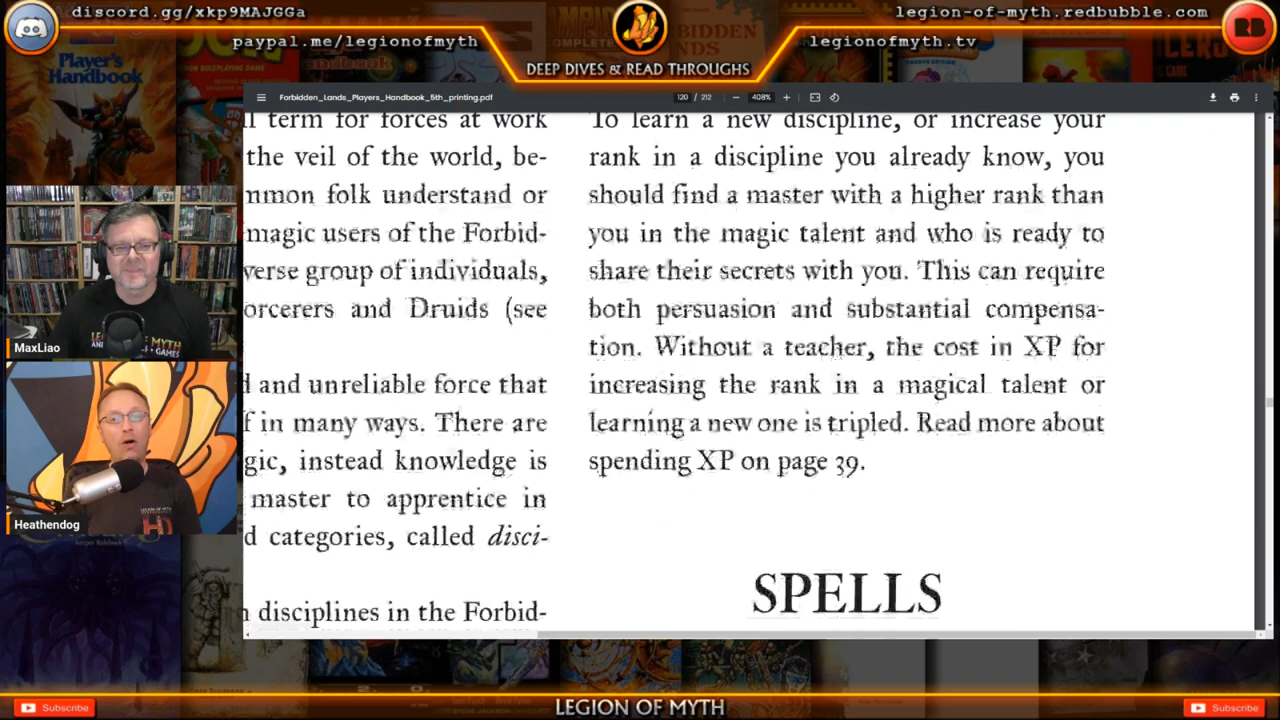 discord.gg/xkp9MAJGGa
legion-of-myth.redbubble.com
paypal.me/legionofmyth
legionofmyth.tv
DEEP DIVES & READ THROUGHS
Player's
Handbook
Forbidden_Lands_Players_Handbook_5th_printing.pdf
120 / 212
408%
l term for forces at work
the veil of the world, be-
mmon folk understand or
magic users of the Forbid-
verse group of individuals,
orcerers and Druids (see
d and unreliable force that
f in many ways. There are
gic, instead knowledge is
master to apprentice in
d categories, called disci-
n disciplines in the Forbid-
To learn a new discipline, or increase your
rank in a discipline you already know, you
should find a master with a higher rank than
you in the magic talent and who is ready to
share their secrets with you. This can require
both persuasion and substantial compensa-
tion. Without a teacher, the cost in XP for
increasing the rank in a magical talent or
learning a new one is tripled. Read more about
spending XP on page 39.
SPELLS
MaxLiao
Heathendog
Subscribe
LEGION OF MYTH
Subscribe